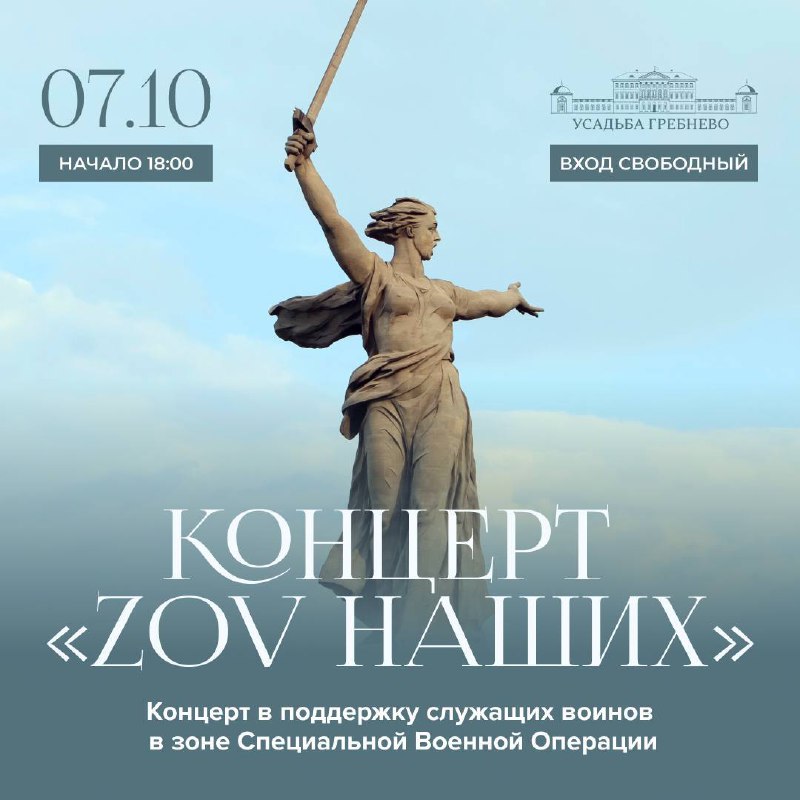 07.10
НАЧАЛО 18:00
УСАДЬБА ГРЕБНЕВО
ВХОД СВОБОДНЫЙ
КОНЦЕРТ
«ZOV НАШИХ»
Концерт в поддержку служащих воинов
в зоне Специальной Военной Операции